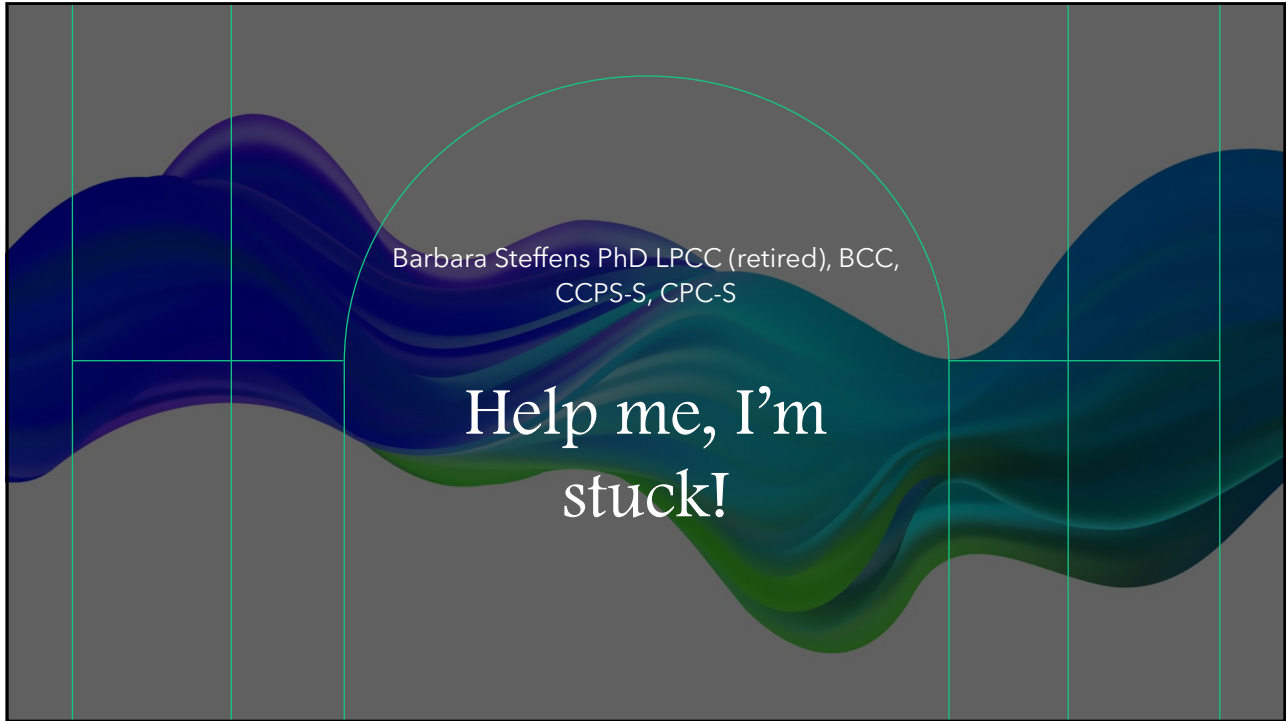 Barbara Steffens PhD LPCC (retired), BCC,
CCPS-S, CPC-S
Help me, I’m
stuck!